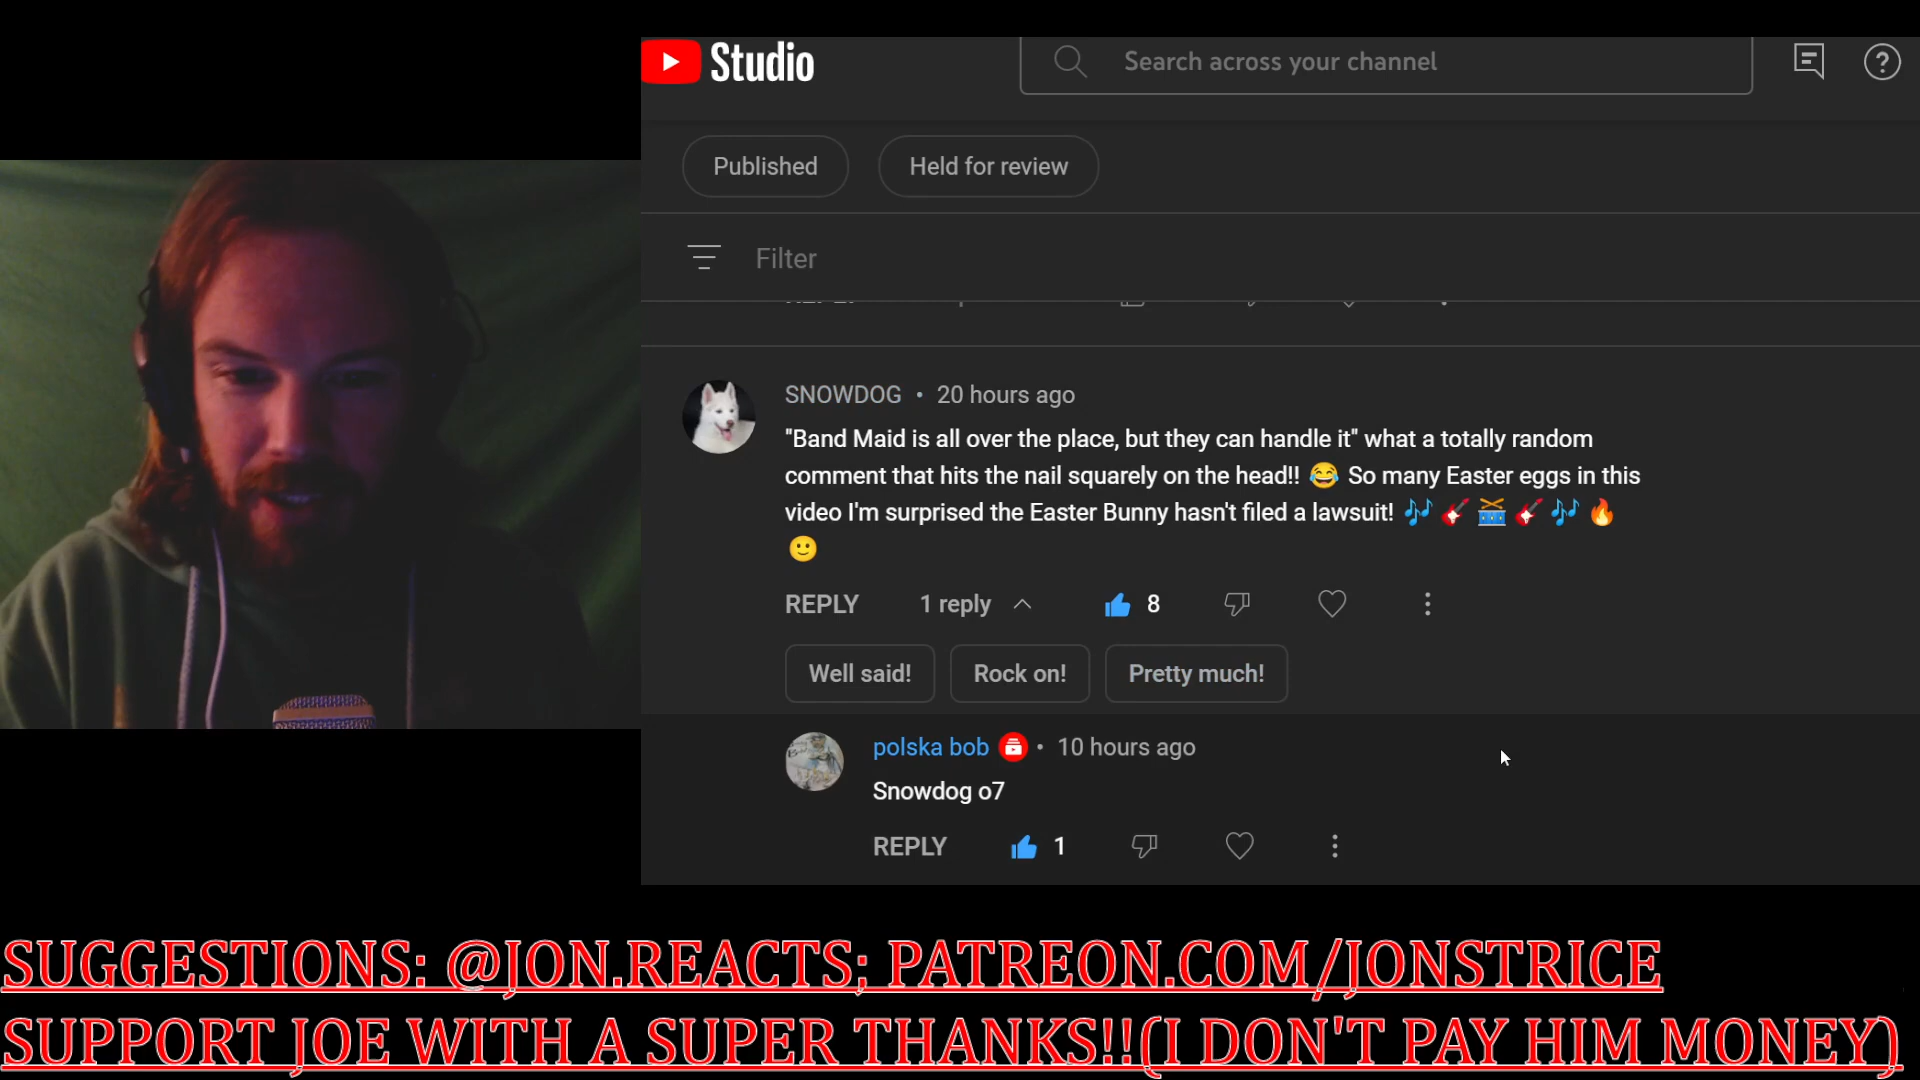 Studio
Search across your channel
Published
Held for review
Filter
SNOWDOG • 20 hours ago
"Band Maid is all over the place, but they can handle it" what a totally random
comment that hits the nail squarely on the head!! 😂 So many Easter eggs in this
video I'm surprised the Easter Bunny hasn't filed a lawsuit! 🎶 🎸 🥁 🎸 🎶 🔥
🙂
REPLY 1 reply 8
Well said! Rock on! Pretty much!
polska bob • 10 hours ago
Snowdog o7
REPLY 1
SUGGESTIONS: @JON.REACTS; PATREON.COM/JONSTRICE
SUPPORT JOE WITH A SUPER THANKS!!(I DON'T PAY HIM MONEY)